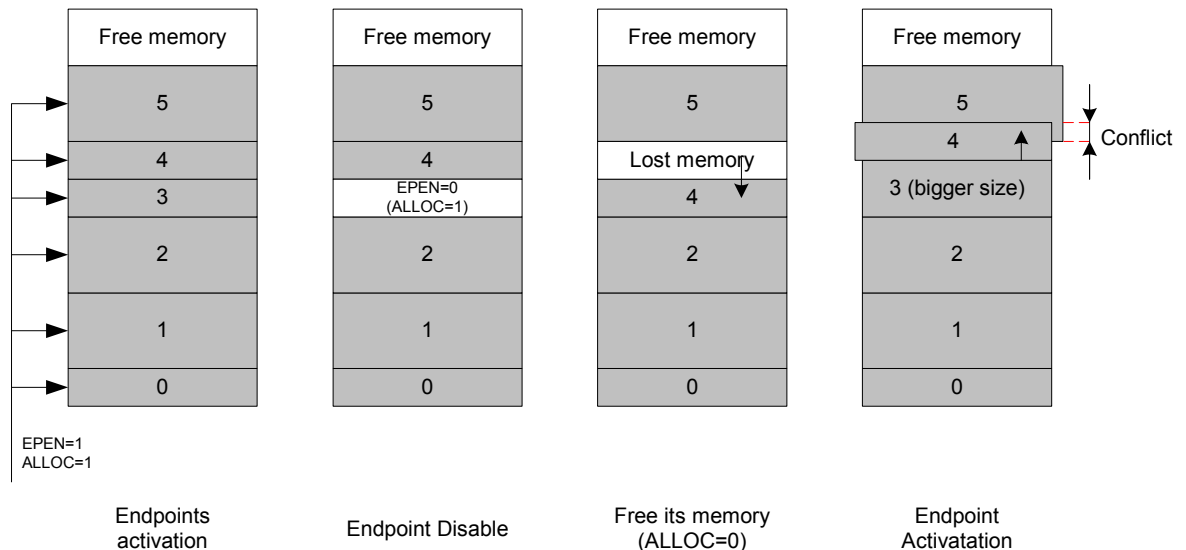 Free memory
5
4
3
2
1
0
EPEN=1
ALLOC=1
Endpoints
activation
Free memory
5
4
EPEN=0
(ALLOC=1)
2
1
0
Endpoint Disable
Free memory
5
Lost memory
4
2
1
0
Free its memory
(ALLOC=0)
Free memory
5
4
Conflict
3 (bigger size)
2
1
0
Endpoint
Activatation